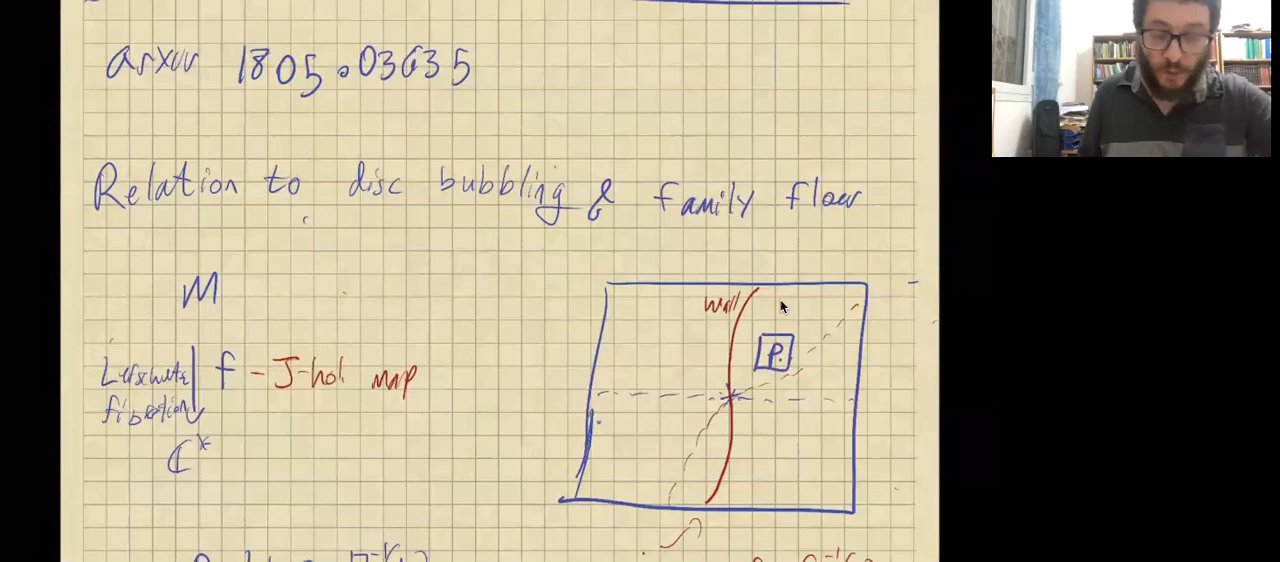 arxiv 1805.03635
Relation to disc bubbling & family floer
M
Lefschetz fibration f - J-hol map
ℂ*
wall
P